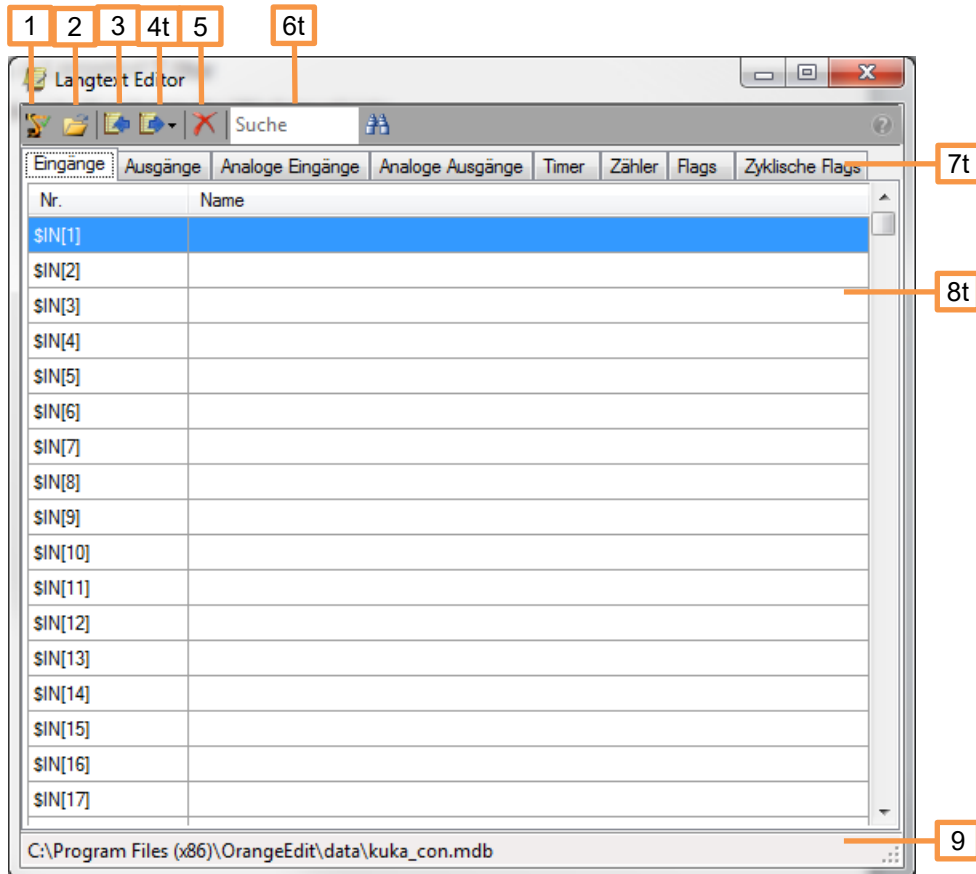 1 2 3 4t 5 6t
Langtext Editor
Suche
Eingänge Ausgänge Analoge Eingänge Analoge Ausgänge Timer Zähler Flags Zyklische Flags 7t
Nr. Name
$IN[1]
$IN[2]
$IN[3] 8t
$IN[4]
$IN[5]
$IN[6]
$IN[7]
$IN[8]
$IN[9]
$IN[10]
$IN[11]
$IN[12]
$IN[13]
$IN[14]
$IN[15]
$IN[16]
$IN[17]
C:\Program Files (x86)\OrangeEdit\data\kuka_con.mdb 9